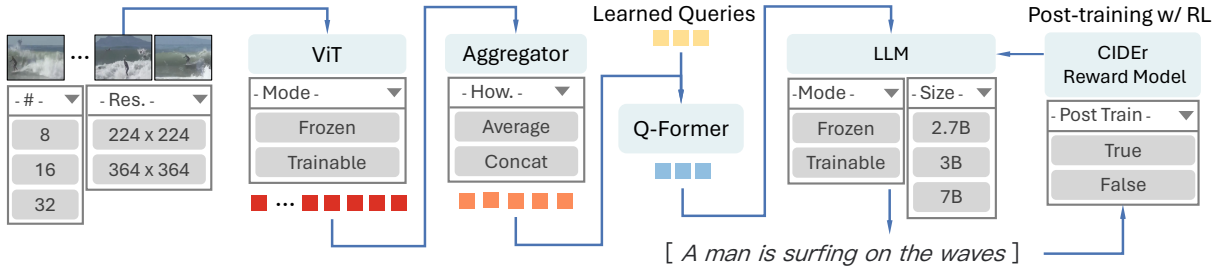 Learned Queries
Post-training w/ RL
ViT
Aggregator
LLM
CIDEr
Reward Model
...
- # -
8
16
32
- Res. -
224 x 224
364 x 364
- Mode -
Frozen
Trainable
...
- How. -
Average
Concat
Q-Former
- Mode -
Frozen
Trainable
- Size -
2.7B
3B
7B
- Post Train -
True
False
[ A man is surfing on the waves ]